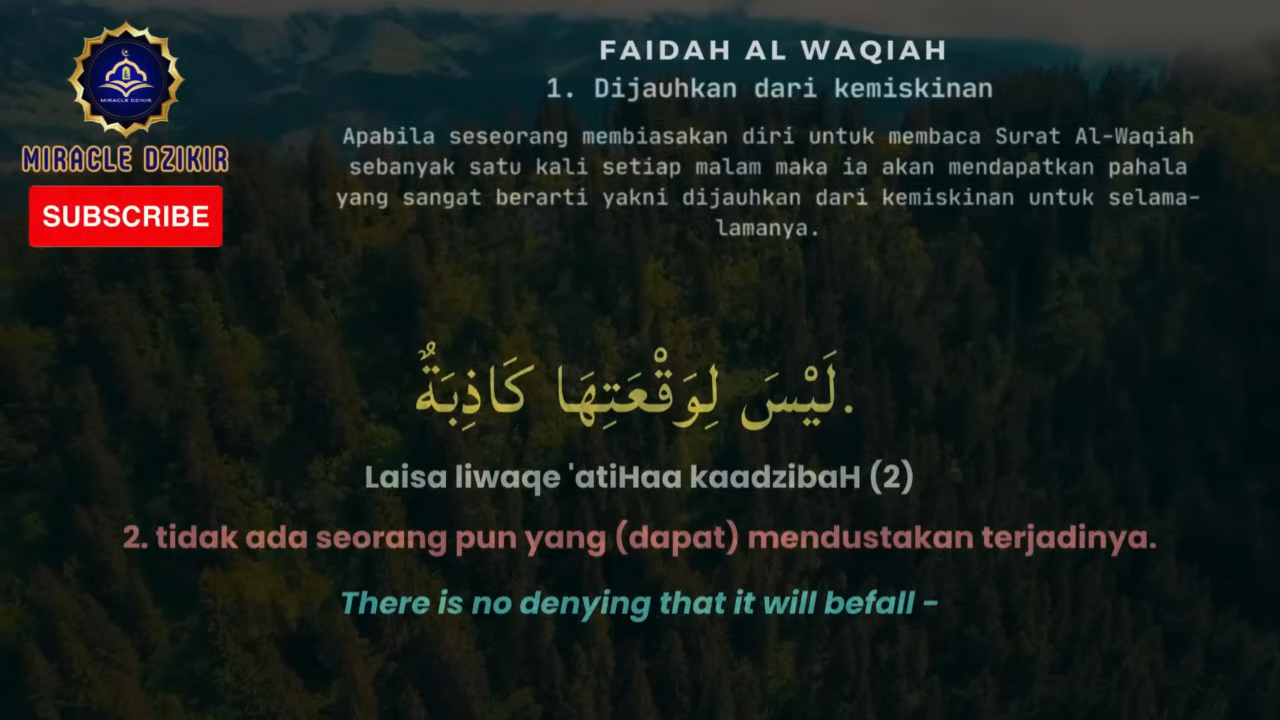 MIRACLE DZIKIR
MIRACLE DZIKIR
SUBSCRIBE
FAIDAH AL WAQIAH
1. Dijauhkan dari kemiskinan
Apabila seseorang membiasakan diri untuk membaca Surat Al-Waqiah
sebanyak satu kali setiap malam maka ia akan mendapatkan pahala
yang sangat berarti yakni dijauhkan dari kemiskinan untuk selama-
lamanya.
لَيْسَ لِوَقْعَتِهَا كَاذِبَةٌ.
Laisa liwaqe 'atiHaa kaadzibaH (2)
2. tidak ada seorang pun yang (dapat) mendustakan terjadinya.
There is no denying that it will befall -